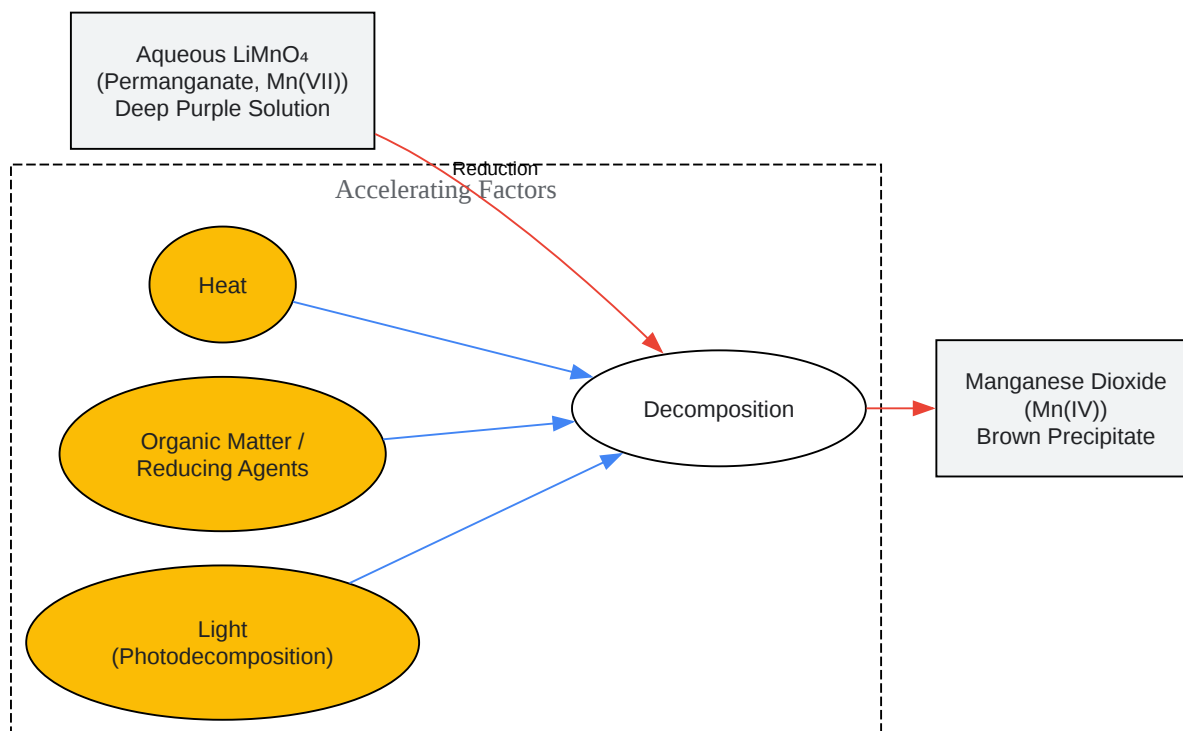 Aqueous LiMnO₄
(Permanganate, Mn(VII))
Deep Purple Solution
Reduction
Accelerating Factors
Heat
Organic Matter /
Reducing Agents
Light
(Photodecomposition)
Decomposition
Manganese Dioxide
(Mn(IV))
Brown Precipitate